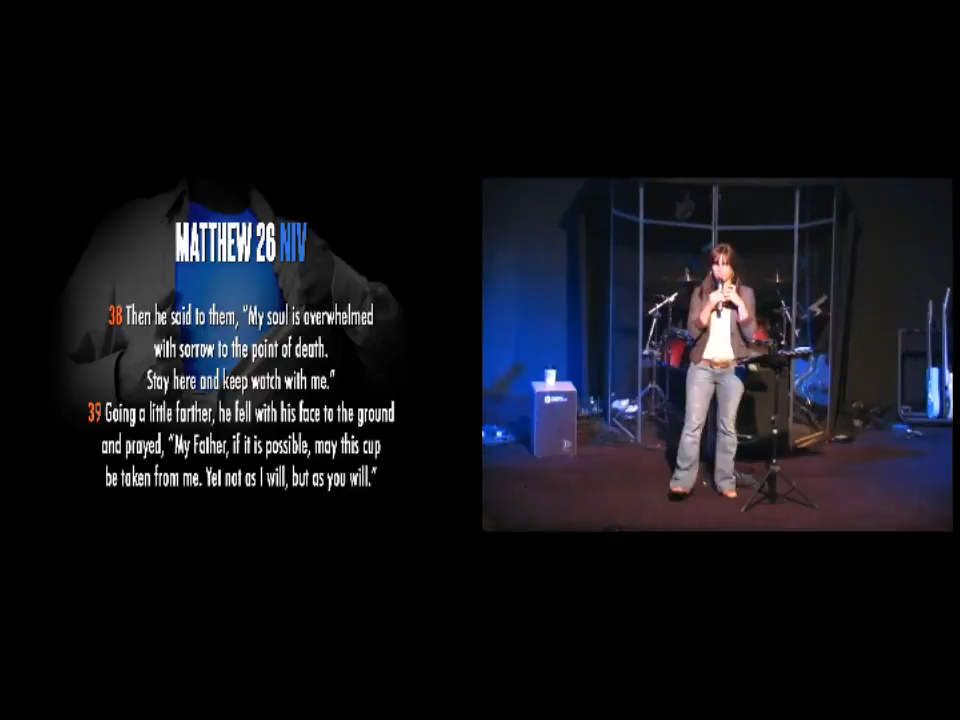 MATTHEW 26 NIV
38 Then he said to them, "My soul is overwhelmed
with sorrow to the point of death.
Stay here and keep watch with me."
39 Going a little farther, he fell with his face to the ground
and prayed, "My Father, if it is possible, may this cup
be taken from me. Yet not as I will, but as you will."